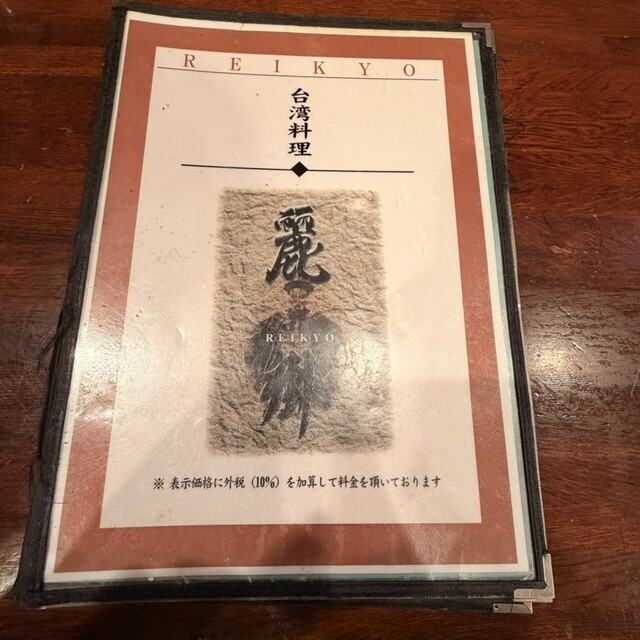 REIKYO
台湾料理
麗
REIKYO
郷
※ 表示価格に外税（10%）を加算して料金を頂いております